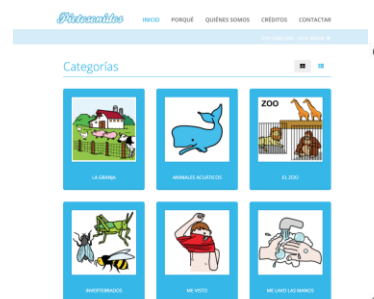 Pictosonidos INICIO PORQUÉ QUIÉNES SOMOS CRÉDITOS CONTACTAR
Categorías
ZOO
LA GRANJA ANIMALES ACUÁTICOS EL ZOO
INVERTEBRADOS ME VISTO ME LAVO LAS MANOS